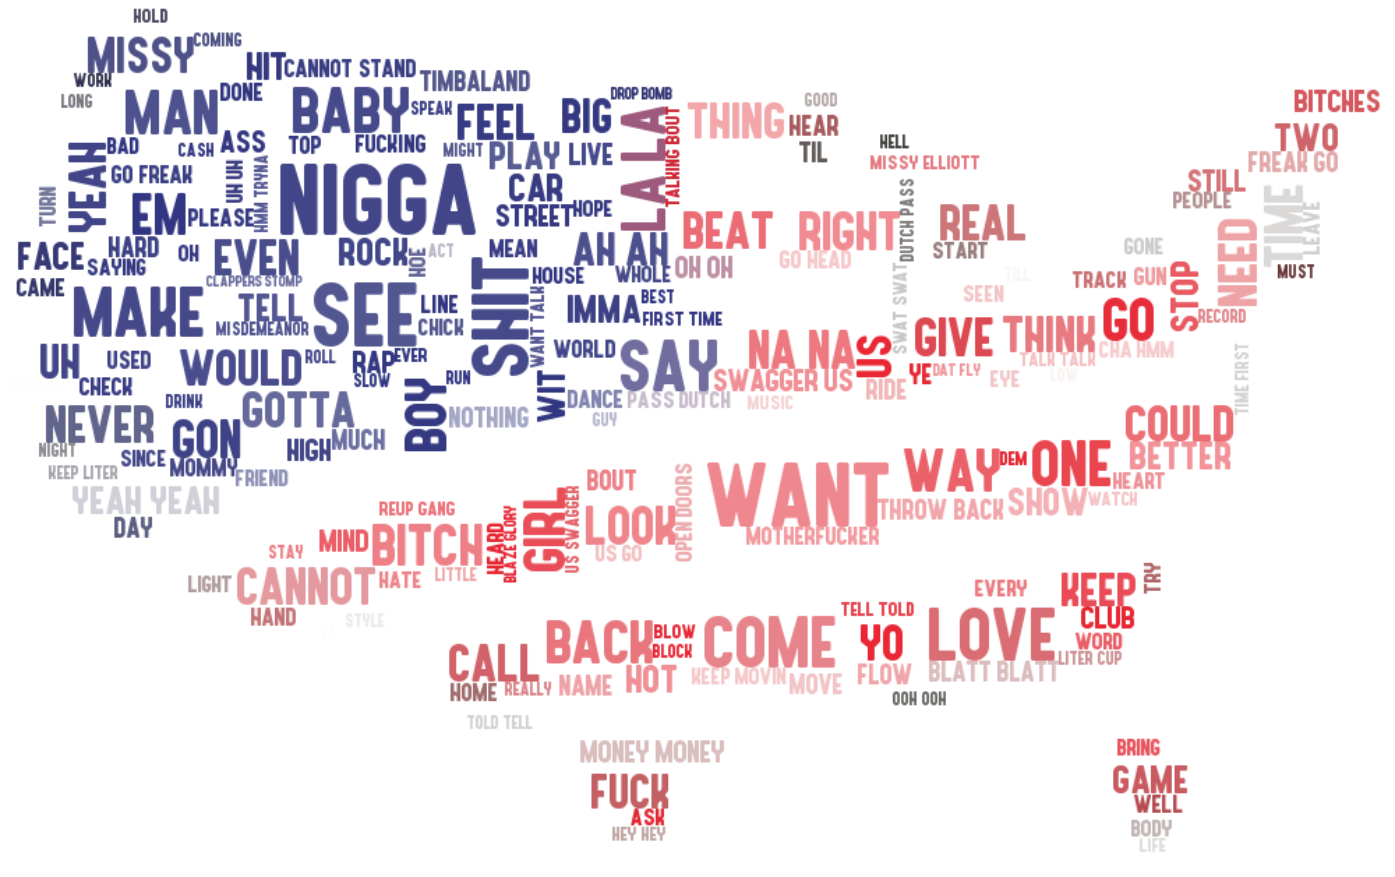 HOLD
MISSY
COMING
WORK
HIT
CANNOT STAND
TIMBALAND
LONG
MAN
DONE
BABY
SPEAK
FEEL
BIG
DROP BOMB
LA LA
TALKING BOUT
THING
GOOD
HEAR
TIL
BITCHES
TWO
FREAK GO
BAD
CASH
ASS
TOP
FUCKING
MIGHT
PLAY
LIVE
HELL
MISSY ELLIOTT
YEAH
GO FREAK
UH UH
HMM TRYNA
NIGGA
CAR
STREET
HOPE
DUTCH PASS
STILL
PEOPLE
TIME
LEAVE
TURN
EM
PLEASE
BEAT
RIGHT
REAL
START
GO HEAD
GONE
NEED
MUST
FACE
HARD
SAYING
OH
EVEN
ROCK
HOE
ACT
MEAN
AH AH
OH OH
CAME
CLAPPERS STOMP
SHIT
HOUSE
WHOLE
SWAT SWAT
TILL
SEEN
TRACK
GUN
STOP
RECORD
MAKE
TELL
MISDEMEANOR
SEE
LINE
CHICK
WANT TALK
IMMA
BEST
FIRST TIME
NA NA
US
GIVE
THINK
GO
CHA HMM
TALK TALK
LOW
UH
USED
CHECK
WOULD
ROLL
RAP
EVER
SLOW
RUN
WORLD
SAY
SWAGGER US
RIDE
YE
DAT FLY
EYE
TIME FIRST
DRINK
BOY
WIT
DANCE
PASS DUTCH
GUY
MUSIC
NEVER
GOTTA
NOTHING
COULD
BETTER
NIGHT
GON
HIGH
MUCH
KEEP LITER
SINCE
MOMMY
FRIEND
YEAH YEAH
DAY
BOUT
OPEN DOORS
WANT
WAY
DEM
ONE
HEART
THROW BACK
SHOW
WATCH
MOTHERFUCKER
REUP GANG
MIND
BITCH
HEARD
BLAZE GLORY
GIRL
US SWAGGER
LOOK
US GO
STAY
LIGHT
CANNOT
HATE
LITTLE
HAND
STYLE
EVERY
KEEP
TRY
CLUB
WORD
LITER CUP
CALL
BACK
BLOW
BLOCK
COME
TELL TOLD
YO
LOVE
HOME
REALLY
NAME
HOT
KEEP MOVIN
MOVE
FLOW
BLATT BLATT
OOH OOH
TOLD TELL
MONEY MONEY
FUCK
ASK
HEY HEY
BRING
GAME
WELL
BODY
LIFE